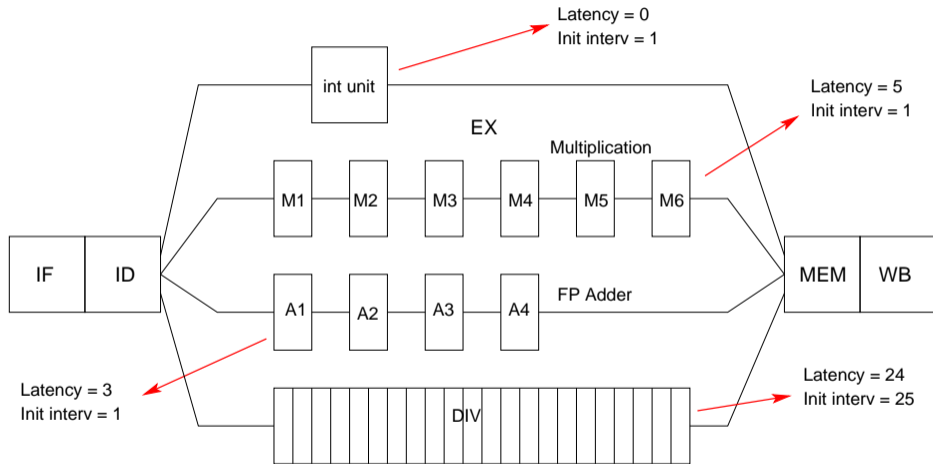 Latency = 0
Init interv = 1
int unit
Latency = 5
Init interv = 1
EX
Multiplication
M1 M2 M3 M4 M5 M6
IF ID MEM WB
A1 A2 A3 A4 FP Adder
Latency = 3
Init interv = 1
DIV
Latency = 24
Init interv = 25